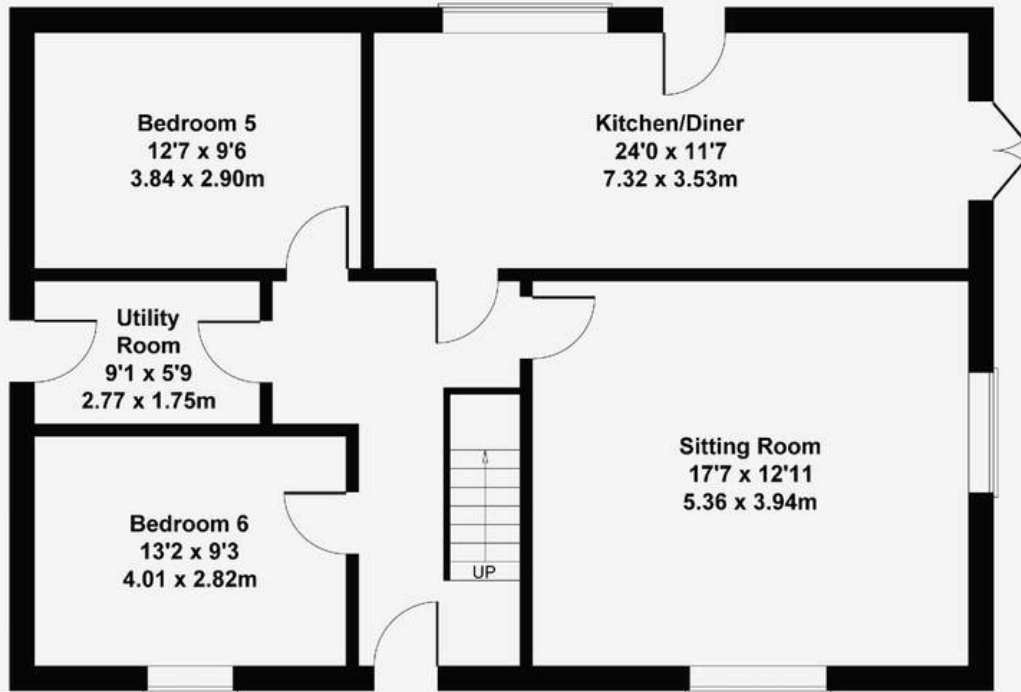 Bedroom 5
12'7 x 9'6
3.84 x 2.90m
Kitchen/Diner
24'0 x 11'7
7.32 x 3.53m
Utility
Room
9'1 x 5'9
2.77 x 1.75m
Sitting Room
17'7 x 12'11
5.36 x 3.94m
Bedroom 6
13'2 x 9'3
4.01 x 2.82m
UP